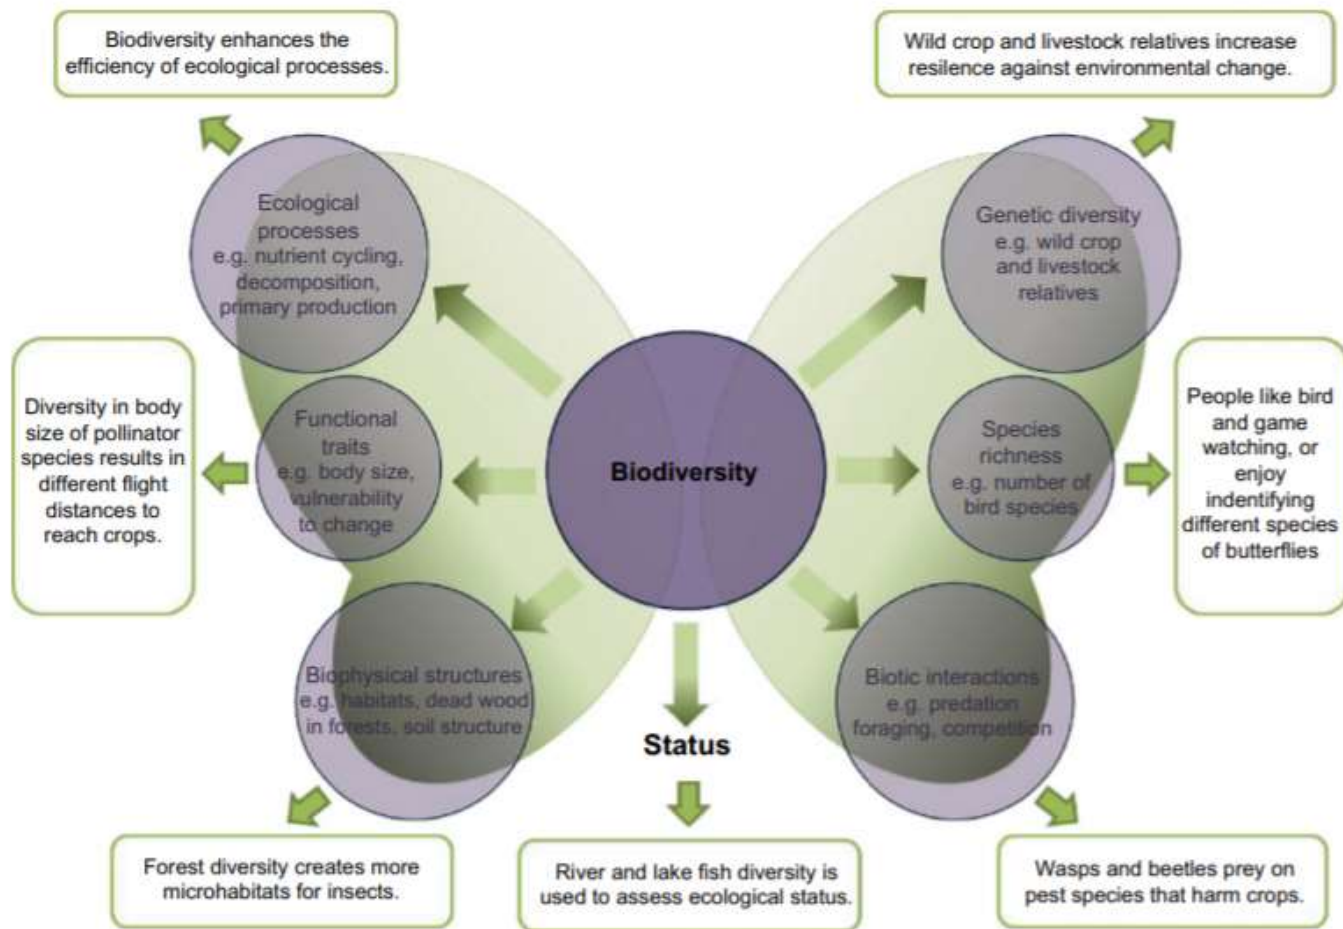 Biodiversity enhances the
efficiency of ecological processes.
Wild crop and livestock relatives increase
resilence against environmental change.
Ecological
processes
e.g. nutrient cycling,
decomposition,
primary production
Genetic diversity
e.g. wild crop
and livestock
relatives
Diversity in body
size of pollinator
species results in
different flight
distances to
reach crops.
Functional
traits
e.g. body size,
vulnerability
to change
Biodiversity
Species
richness
e.g. number of
bird species
People like bird
and game
watching, or
enjoy
indentifying
different species
of butterflies
Biophysical structures
e.g. habitats, dead wood
in forests, soil structure
Status
Biotic interactions
e.g. predation
foraging, competition
Forest diversity creates more
microhabitats for insects.
River and lake fish diversity is
used to assess ecological status.
Wasps and beetles prey on
pest species that harm crops.